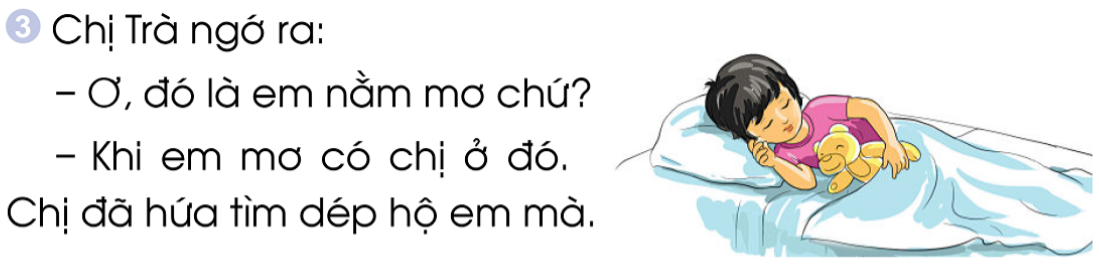 3 Chị Trà ngớ ra:
– Ơ, đó là em nằm mơ chứ?
– Khi em mơ có chị ở đó.
Chị đã hứa tìm dép hộ em mà.